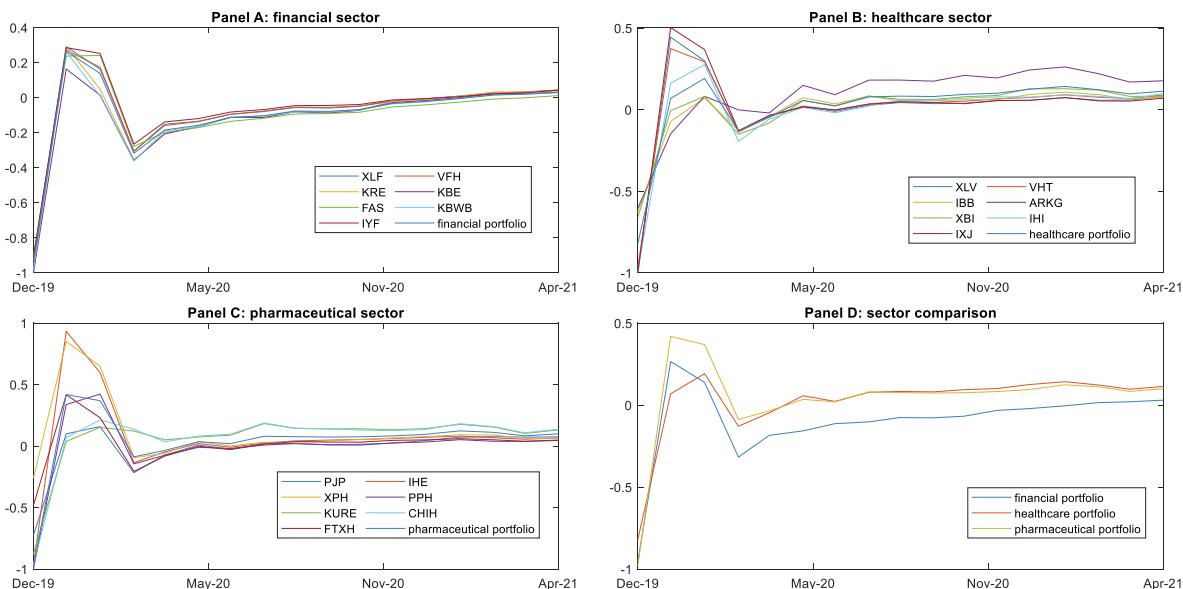 Panel A: financial sector
0.4
0.2
0
-0.2
-0.4
-0.6
-0.8
-1
Dec-19 May-20 Nov-20 Apr-21
XLF VFH
KRE KBE
FAS KBWB
IYF financial portfolio
Panel B: healthcare sector
0.5
0
-0.5
-1
Dec-19 May-20 Nov-20 Apr-21
XLV VHT
IBB ARKG
XBI IHI
IXJ healthcare portfolio
Panel C: pharmaceutical sector
1
0.5
0
-0.5
-1
Dec-19 May-20 Nov-20 Apr-21
PJP IHE
XPH PPH
KURE CHIH
FTXH pharmaceutical portfolio
Panel D: sector comparison
0.5
0
-0.5
-1
Dec-19 May-20 Nov-20 Apr-21
financial portfolio
healthcare portfolio
pharmaceutical portfolio